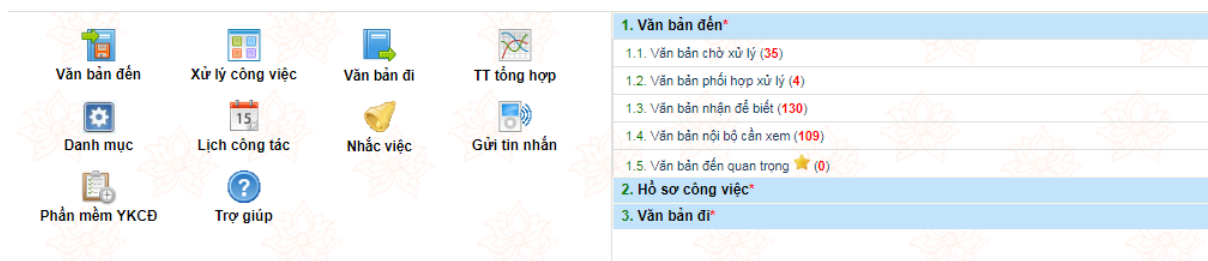 Văn bản đến
Xử lý công việc
Văn bản đi
TT tổng hợp
15
Danh mục
Lịch công tác
Nhắc việc
Gửi tin nhắn
Phần mềm YKCĐ
Trợ giúp
1. Văn bản đến*
1.1. Văn bản chờ xử lý (35)
1.2. Văn bản phối hợp xử lý (4)
1.3. Văn bản nhận để biết (130)
1.4. Văn bản nội bộ cần xem (109)
1.5. Văn bản đến quan trọng (0)
2. Hồ sơ công việc*
3. Văn bản đi*